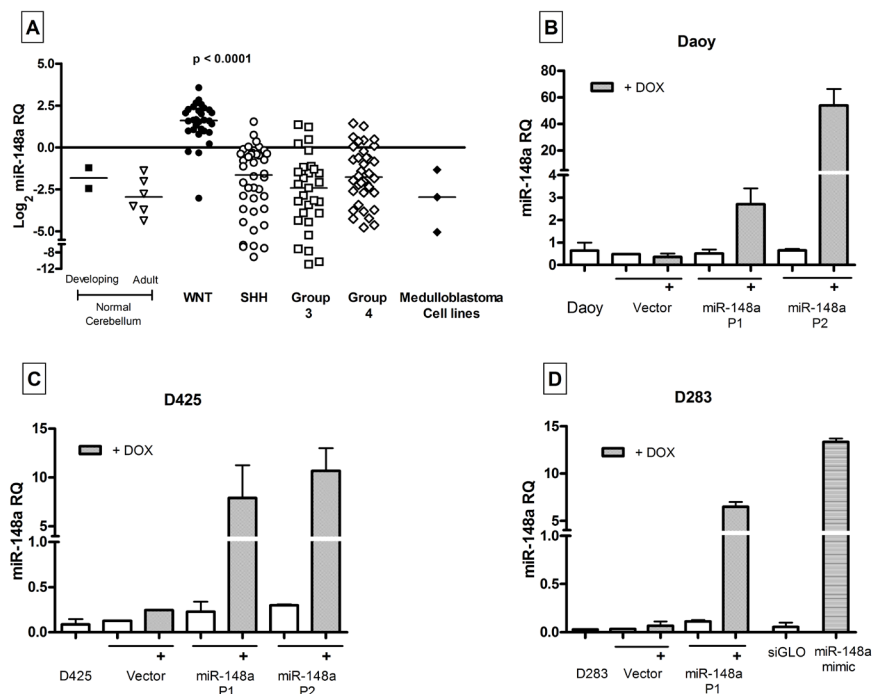 A
p < 0.0001
Log2 miR-148a RQ
5.0
2.5
0.0
-2.5
-5.0
-8
-12
Developing Adult
Normal
Cerebellum
WNT
SHH
Group
3
Group
4
Medulloblastoma
Cell lines
B
Daoy
+ DOX
miR-148a RQ
80
60
40
20
4
3
2
1
0
+ + +
Daoy Vector miR-148a miR-148a
P1 P2
C
D425
+ DOX
miR-148a RQ
15
10
5
1.0
0.5
0.0
+ + +
D425 Vector miR-148a miR-148a
P1 P2
D
D283
+ DOX
miR-148a RQ
15
10
5
1.0
0.5
0.0
+ +
D283 Vector miR-148a siGLO miR-148a
P1 mimic